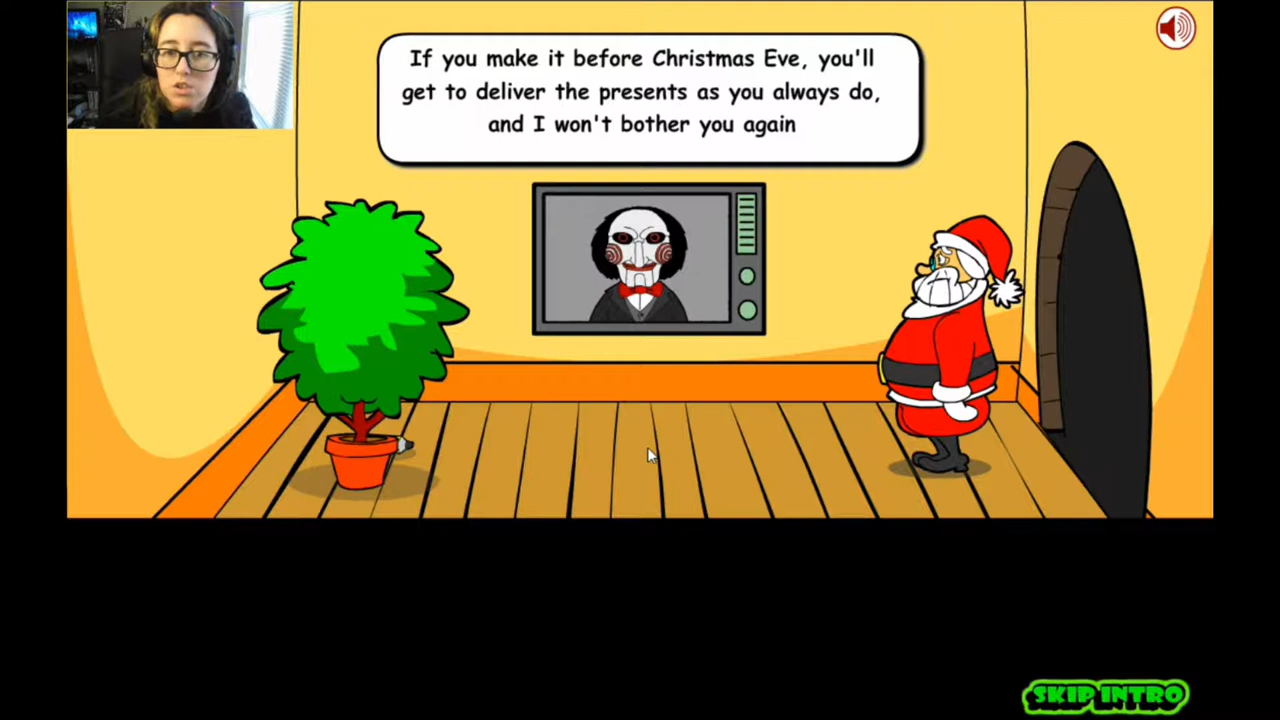 If you make it before Christmas Eve, you'll
get to deliver the presents as you always do,
and I won't bother you again
SKIP INTRO